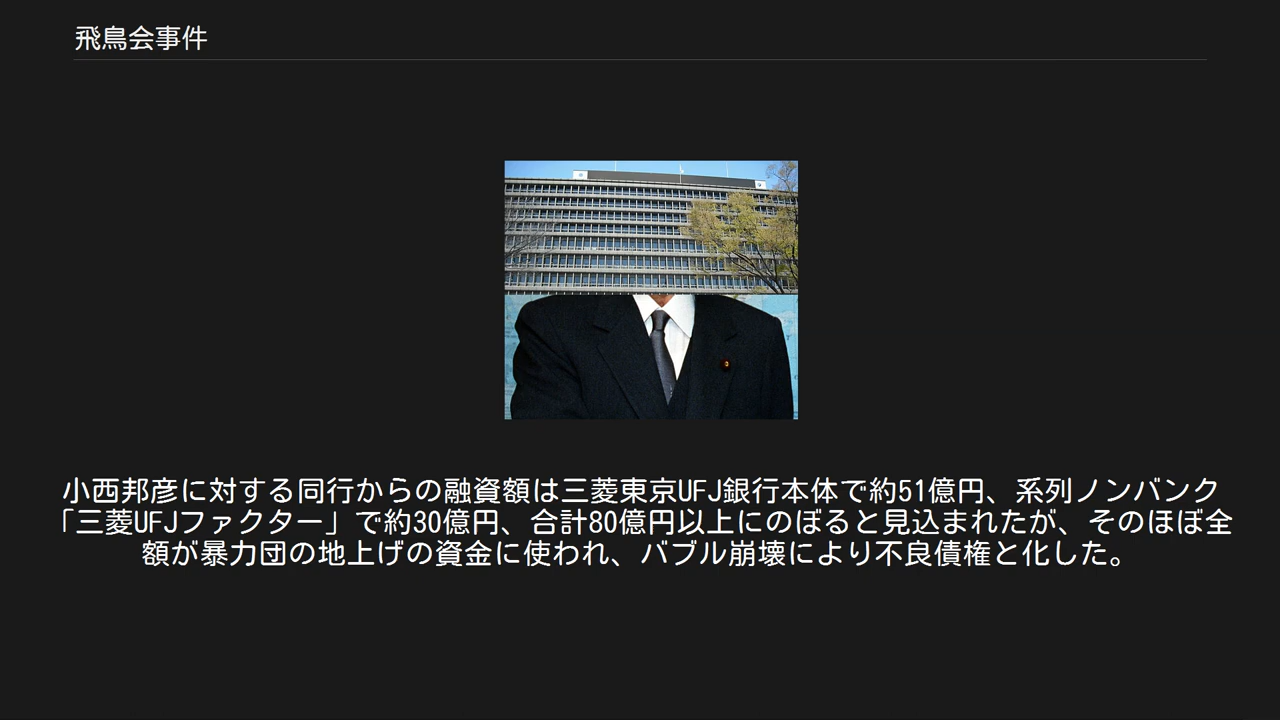 飛鳥会事件
小西邦彦に対する同行からの融資額は三菱東京UFJ銀行本体で約51億円、系列ノンバンク
「三菱UFJファクター」で約30億円、合計80億円以上にのぼると見込まれたが、そのほぼ全
額が暴力団の地上げの資金に使われ、バブル崩壊により不良債権と化した。